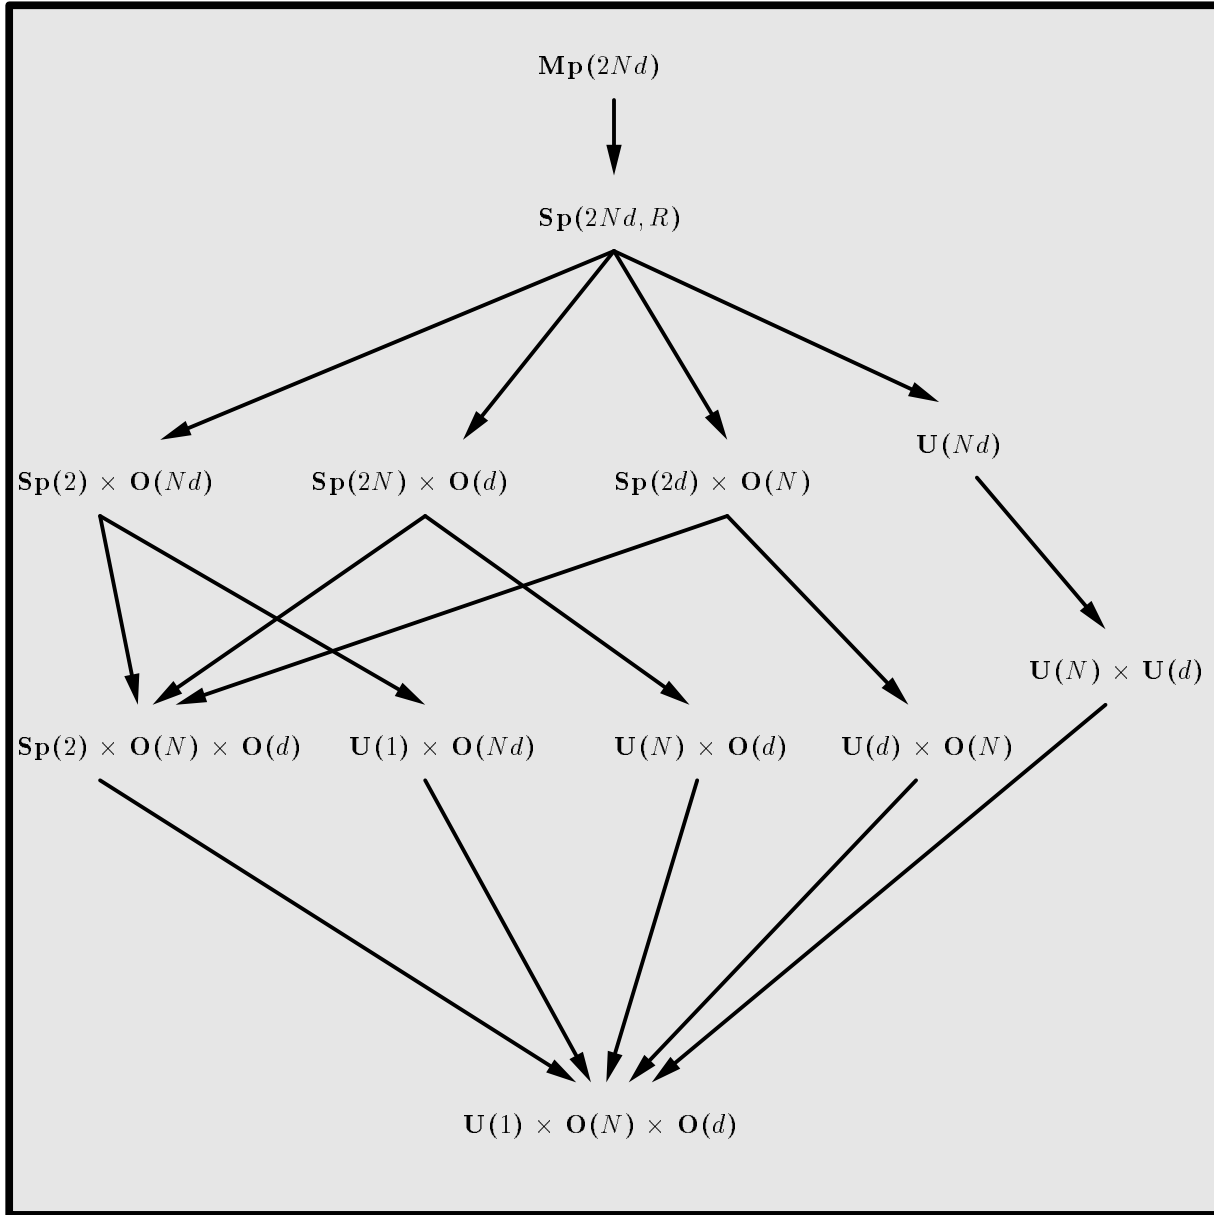 Mp(2Nd)
Sp(2Nd, R)
U(Nd)
Sp(2) × O(Nd) Sp(2N) × O(d) Sp(2d) × O(N)
U(N) × U(d)
Sp(2) × O(N) × O(d) U(1) × O(Nd) U(N) × O(d) U(d) × O(N)
U(1) × O(N) × O(d)